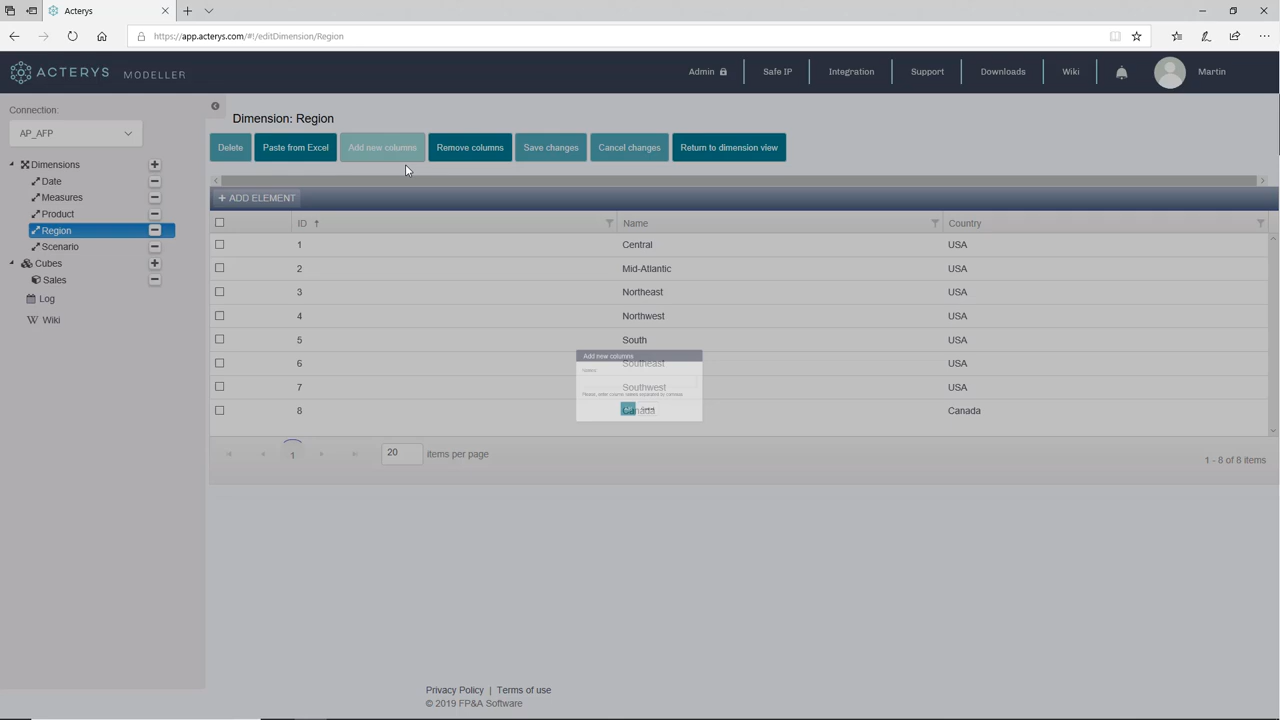 Acterys
https://app.acterys.com/#!/editDimension/Region
ACTERYS MODELLER
Admin
Safe IP
Integration
Support
Downloads
Wiki
Martin
Connection:
AP_AFP
Dimensions
Date
Measures
Product
Region
Scenario
Cubes
Sales
Log
Wiki
Dimension: Region
Delete
Paste from Excel
Add new columns
Remove columns
Save changes
Cancel changes
Return to dimension view
+ ADD ELEMENT
ID Name Country
1 Central USA
2 Mid-Atlantic USA
3 Northeast USA
4 Northwest USA
5 South USA
6 Southeast USA
7 Southwest USA
8 Canada Canada
Add new columns
Name:
Please, enter column names separated by commas
1
20
items per page
1 - 8 of 8 items
Privacy Policy | Terms of use
© 2019 FP&A Software